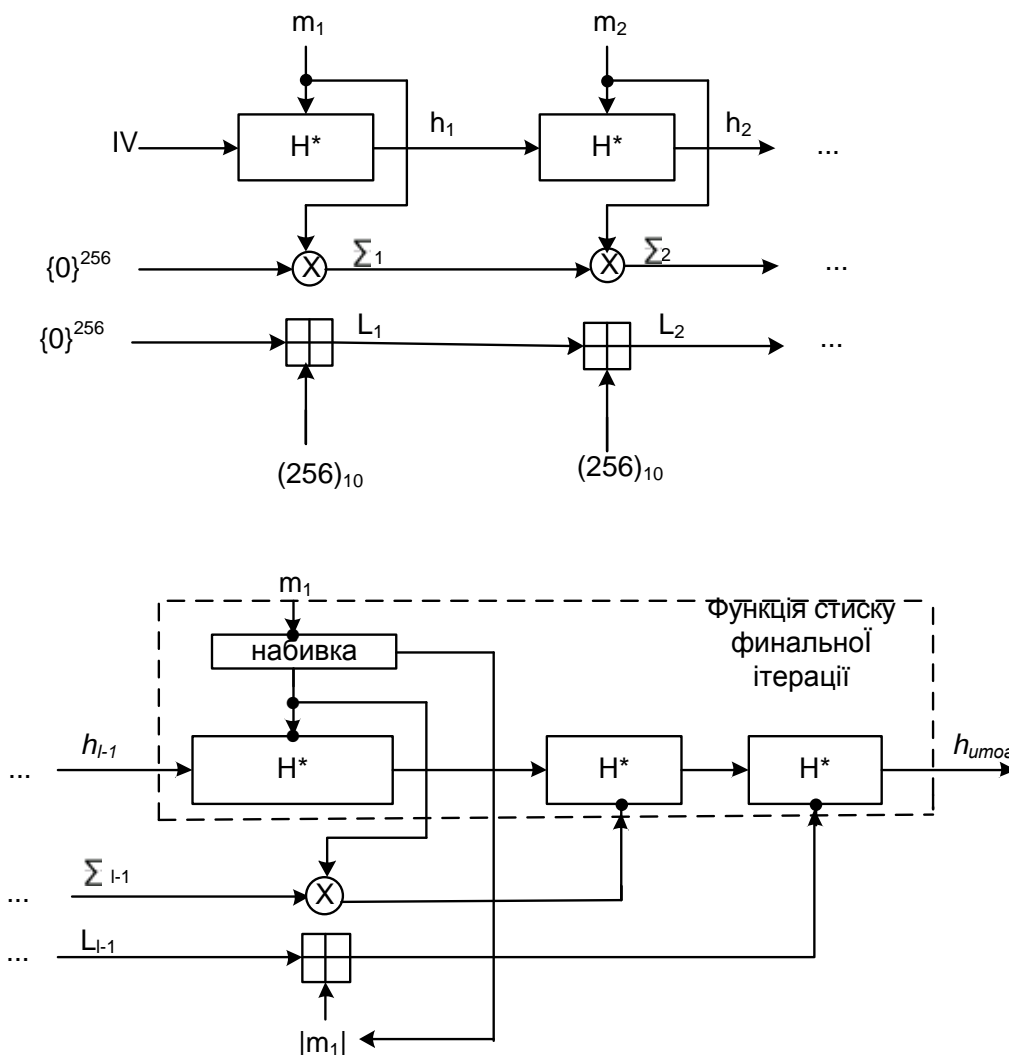 m₁ m₂
IV H* h₁ H* h₂ ...
{0}²⁵⁶ X Σ₁ X Σ₂ ...
{0}²⁵⁶ L₁ L₂ ...
(256)₁₀ (256)₁₀
m₁
Функція стиску
финальної
ітерації
набивка
... hₗ₋₁ H* H* H* hитог
... Σ ₗ₋₁ X
... Lₗ₋₁
|m₁|